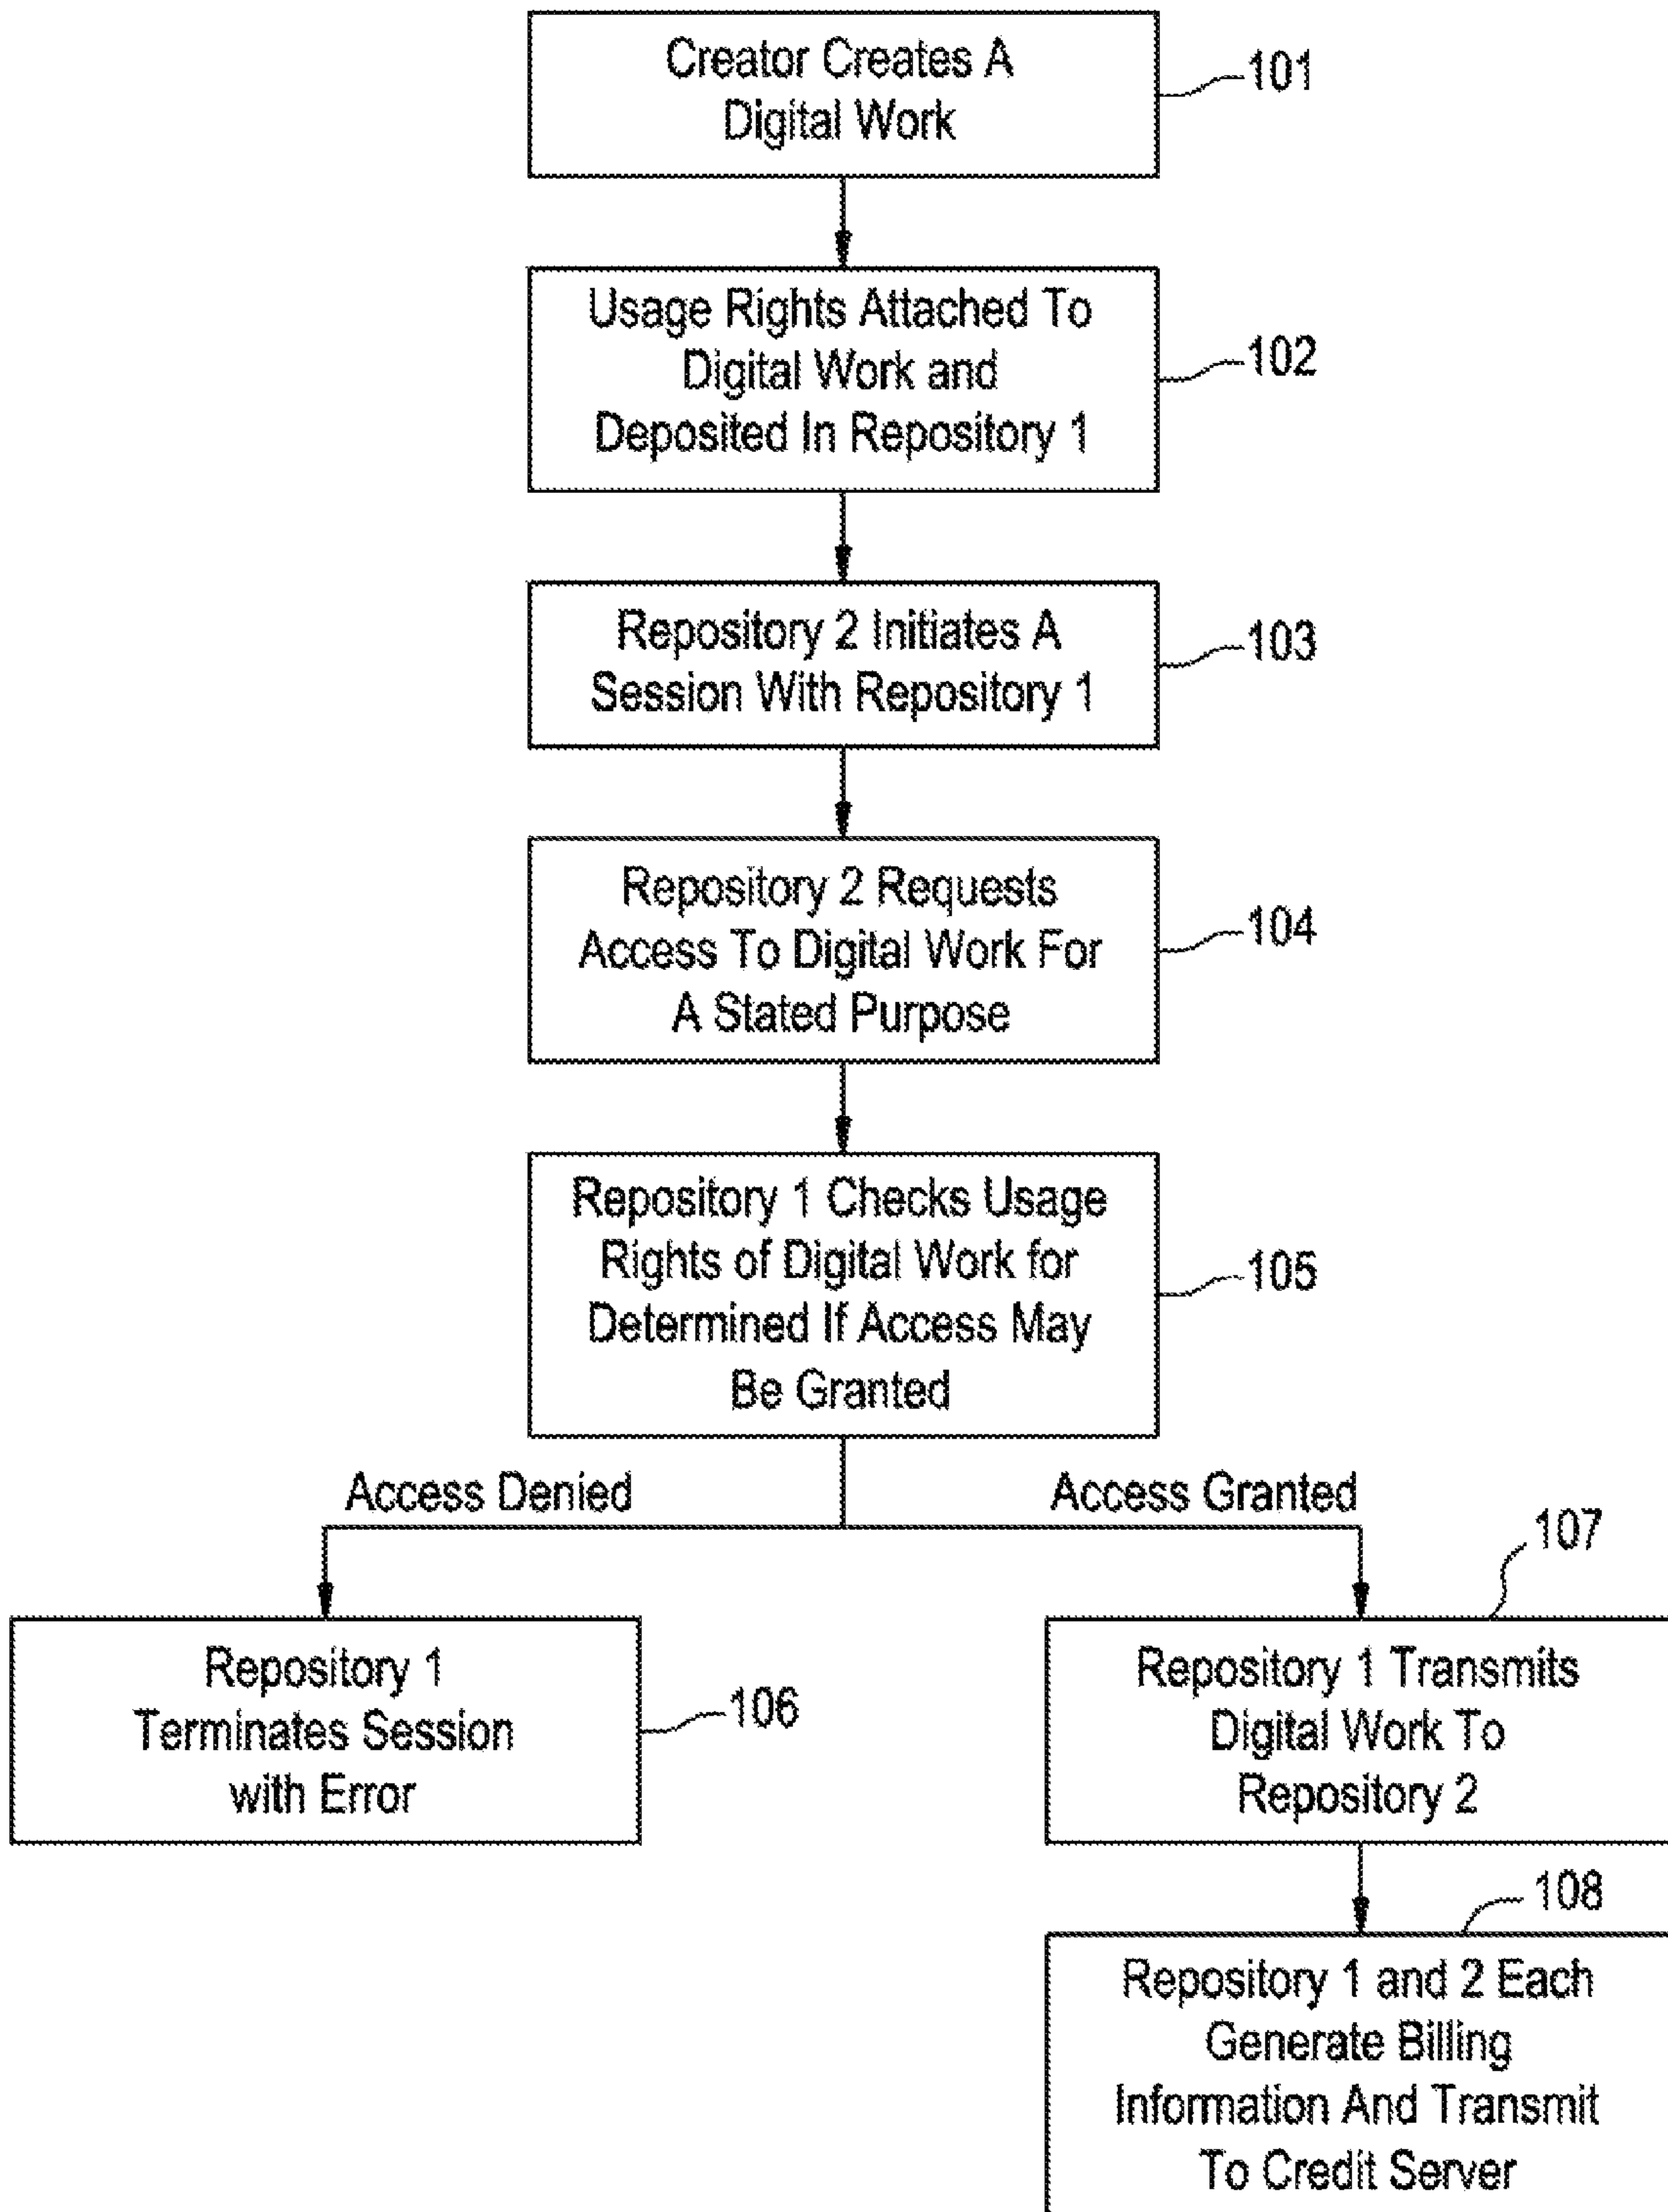 Creator Creates A
Digital Work
101
Usage Rights Attached To
Digital Work and
Deposited In Repository 1
102
Repository 2 Initiates A
Session With Repository 1
103
Repository 2 Requests
Access To Digital Work For
A Stated Purpose
104
Repository 1 Checks Usage
Rights of Digital Work for
Determined If Access May
Be Granted
105
Access Denied
Access Granted
Repository 1
Terminates Session
with Error
106
107
Repository 1 Transmits
Digital Work To
Repository 2
108
Repository 1 and 2 Each
Generate Billing
Information And Transmit
To Credit Server